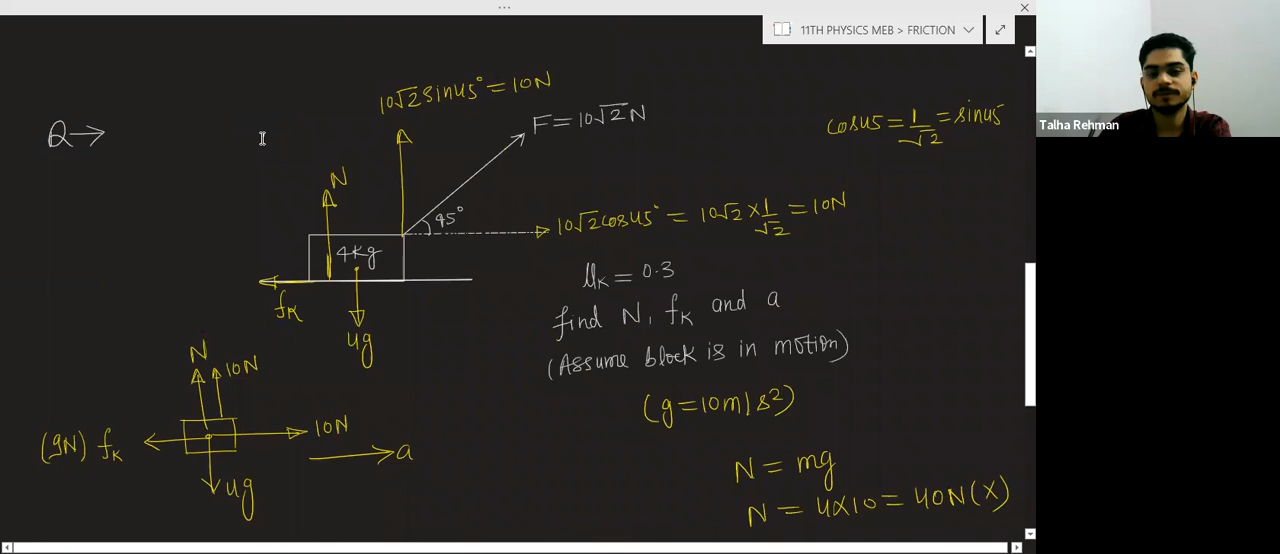 11TH PHYSICS MEB > FRICTION
Talha Rehman
Q→
10√2 sin45° = 10N
F = 10√2 N
cos45 = 1/√2 = sin45
N
45°
10√2 cos45° = 10√2 × 1/√2 = 10N
4Kg
fK
4g
μK = 0.3
find N, fK and a
(Assume block is in motion)
(g = 10m/s²)
N
10N
(9N) fK
10N
a
4g
N = mg
N = 4×10 = 40N (×)